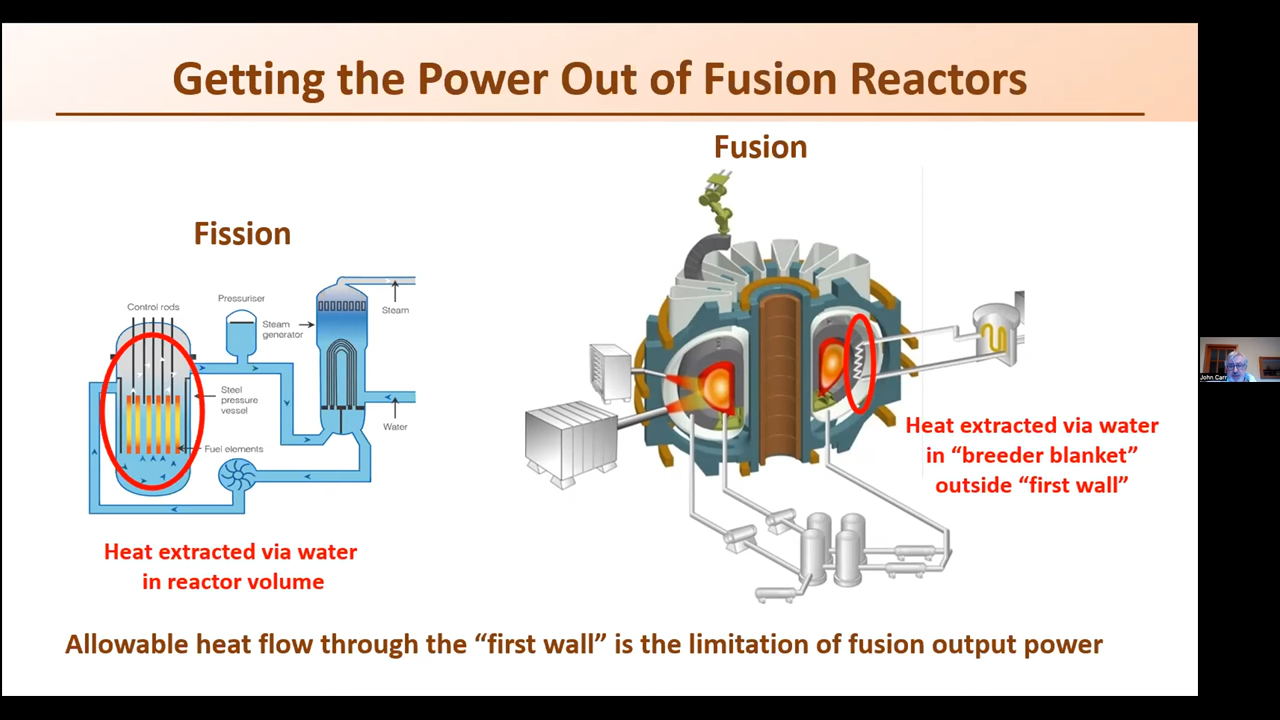 Getting the Power Out of Fusion Reactors
Fission
Control rods
Pressuriser
Steam
generator
Steam
Steel
pressure
vessel
Water
Fuel elements
Heat extracted via water
in reactor volume
Fusion
Heat extracted via water
in “breeder blanket”
outside “first wall”
Allowable heat flow through the “first wall” is the limitation of fusion output power
John Carr